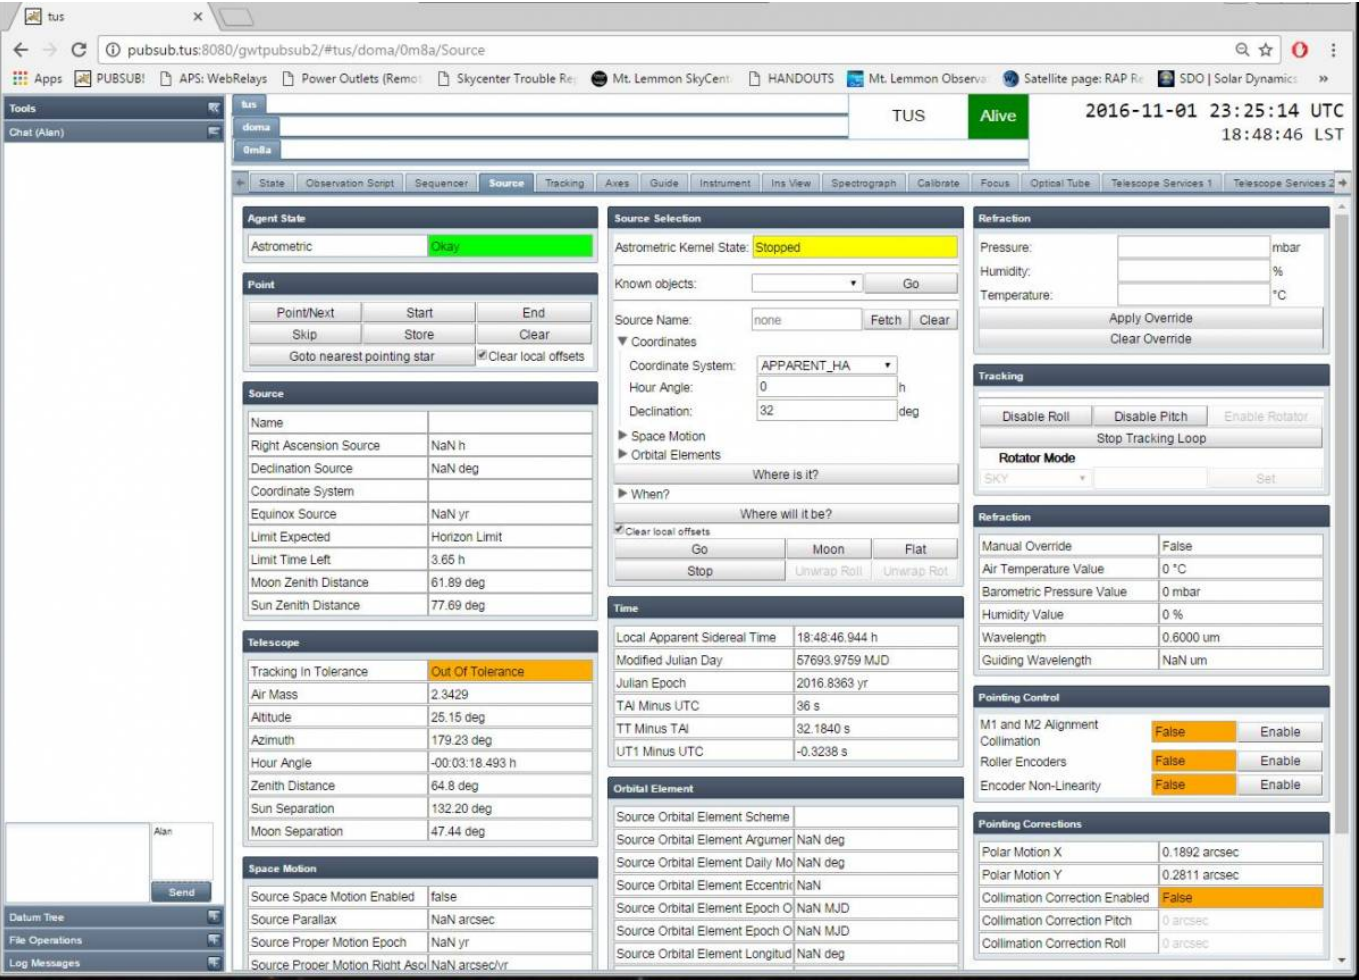 tus
pubsub.tus:8080/gwtpubsub2/#tus/doma/0m8a/Source
Apps PUBSUB! APS: WebRelays Power Outlets (Remot Skycenter Trouble Re Mt. Lemmon SkyCent HANDOUTS Mt. Lemmon Observa Satellite page: RAP Re SDO | Solar Dynamics »
Tools
Chat (Alan)
tus
doma
0m8a
TUS Alive
2016-11-01 23:25:14 UTC
18:48:46 LST
State Observation Script Sequencer Source Tracking Axes Guide Instrument Ins View Spectrograph Calibrate Focus Optical Tube Telescope Services 1 Telescope Services 2
Agent State
Astrometric Okay
Point
Point/Next Start End
Skip Store Clear
Goto nearest pointing star Clear local offsets
Source
Name
Right Ascension Source NaN h
Declination Source NaN deg
Coordinate System
Equinox Source NaN yr
Limit Expected Horizon Limit
Limit Time Left 3.65 h
Moon Zenith Distance 61.89 deg
Sun Zenith Distance 77.69 deg
Telescope
Tracking In Tolerance Out Of Tolerance
Air Mass 2.3429
Altitude 25.15 deg
Azimuth 179.23 deg
Hour Angle -00:03:18.493 h
Zenith Distance 64.8 deg
Sun Separation 132.20 deg
Moon Separation 47.44 deg
Space Motion
Source Space Motion Enabled false
Source Parallax NaN arcsec
Source Proper Motion Epoch NaN yr
Source Proper Motion Right Asce NaN arcsec/yr
Source Selection
Astrometric Kernel State: Stopped
Known objects: Go
Source Name: none Fetch Clear
Coordinates
Coordinate System: APPARENT_HA
Hour Angle: 0 h
Declination: 32 deg
Space Motion
Orbital Elements
Where is it?
When?
Where will it be?
Clear local offsets
Go Moon Flat
Stop Unwrap Roll Unwrap Rot
Time
Local Apparent Sidereal Time 18:48:46.944 h
Modified Julian Day 57693.9759 MJD
Julian Epoch 2016.8363 yr
TAI Minus UTC 36 s
TT Minus TAI 32.1840 s
UT1 Minus UTC -0.3238 s
Orbital Element
Source Orbital Element Scheme
Source Orbital Element Argumer NaN deg
Source Orbital Element Daily Mo NaN deg
Source Orbital Element Eccentric NaN
Source Orbital Element Epoch O NaN MJD
Source Orbital Element Epoch O NaN MJD
Source Orbital Element Longitud NaN deg
Refraction
Pressure: mbar
Humidity: %
Temperature: °C
Apply Override
Clear Override
Tracking
Disable Roll Disable Pitch Enable Rotator
Stop Tracking Loop
Rotator Mode
SKY Set
Refraction
Manual Override False
Air Temperature Value 0 °C
Barometric Pressure Value 0 mbar
Humidity Value 0 %
Wavelength 0.6000 um
Guiding Wavelength NaN um
Pointing Control
M1 and M2 Alignment
Collimation False Enable
Roller Encoders False Enable
Encoder Non-Linearity False Enable
Pointing Corrections
Polar Motion X 0.1892 arcsec
Polar Motion Y 0.2811 arcsec
Collimation Correction Enabled False
Collimation Correction Pitch 0 arcsec
Collimation Correction Roll 0 arcsec
Alan
Send
Datum Tree
File Operations
Log Messages